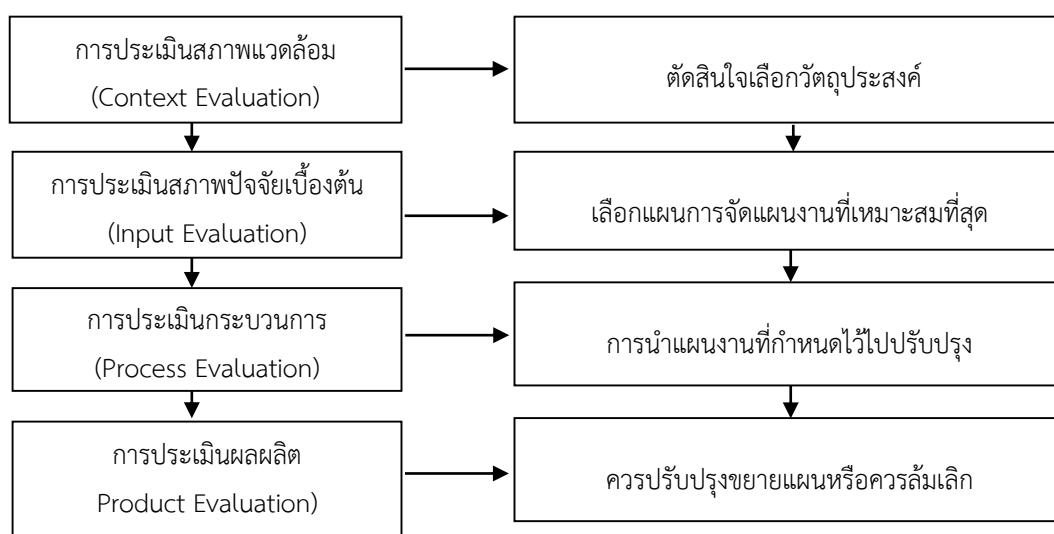 การประเมินสภาพแวดล้อม
(Context Evaluation)
ตัดสินใจเลือกวัตถุประสงค์
การประเมินสภาพปัจจัยเบื้องต้น
(Input Evaluation)
เลือกแผนการจัดแผนงานที่เหมาะสมที่สุด
การประเมินกระบวนการ
(Process Evaluation)
การนำแผนงานที่กำหนดไว้ไปปรับปรุง
การประเมินผลผลิต
Product Evaluation)
ควรปรับปรุงขยายแผนหรือควรล้มเลิก